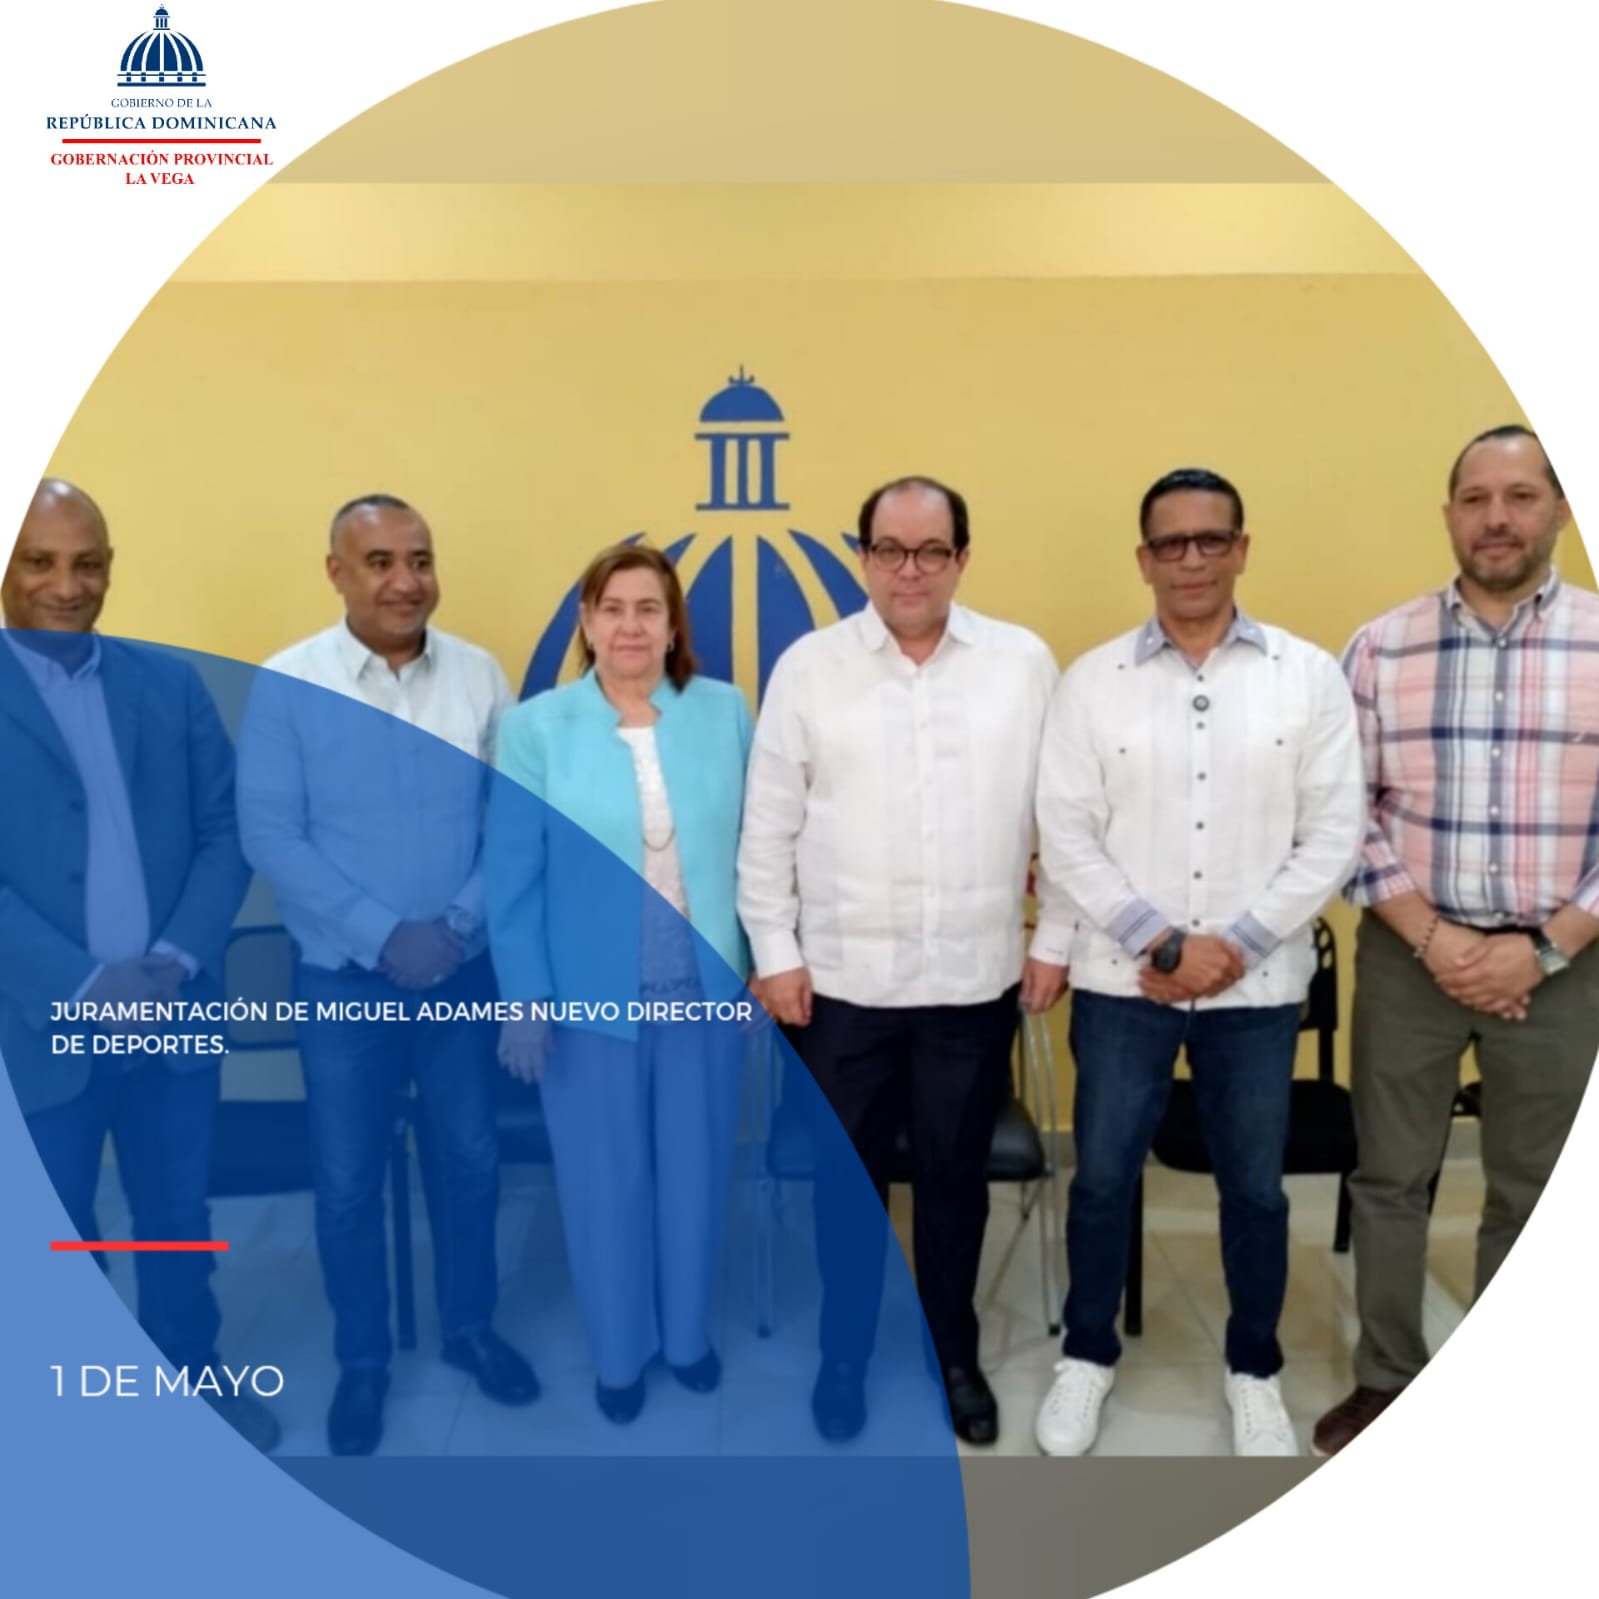 GOBIERNO DE LA
REPÚBLICA DOMINICANA
GOBERNACIÓN PROVINCIAL
LA VEGA
JURAMENTACIÓN DE MIGUEL ADAMES NUEVO DIRECTOR
DE DEPORTES.
1 DE MAYO